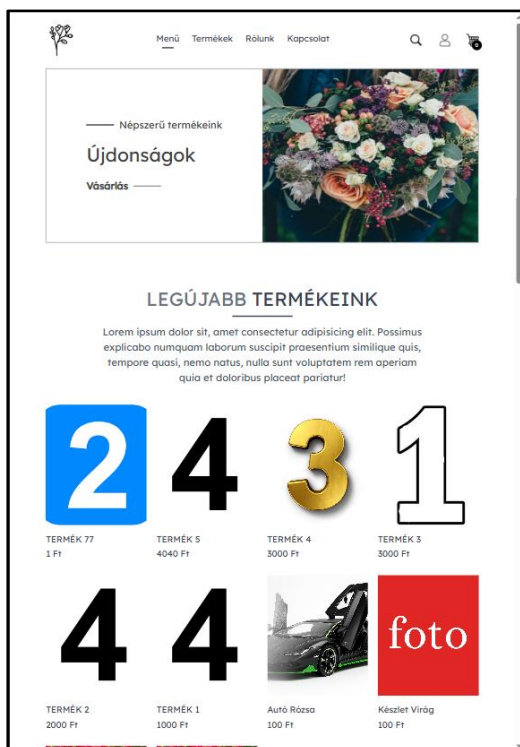 Menü Termékek Rólunk Kapcsolat
0
Népszerű termékeink
Újdonságok
Vásárlás
LEGÚJABB TERMÉKEINK
Lorem ipsum dolor sit, amet consectetur adipisicing elit. Possimus
explicabo numquam laborum suscipit praesentium similique quis,
tempore quasi, nemo natus, nulla sunt voluptatem rem aperiam
quia et doloribus placeat pariatur!
2 4 3 1
TERMÉK 77 TERMÉK 5 TERMÉK 4 TERMÉK 3
1 Ft 4040 Ft 3000 Ft 3000 Ft
4 4 foto
TERMÉK 2 TERMÉK 1 Autó Rózsa Készlet Virág
2000 Ft 1000 Ft 100 Ft 100 Ft